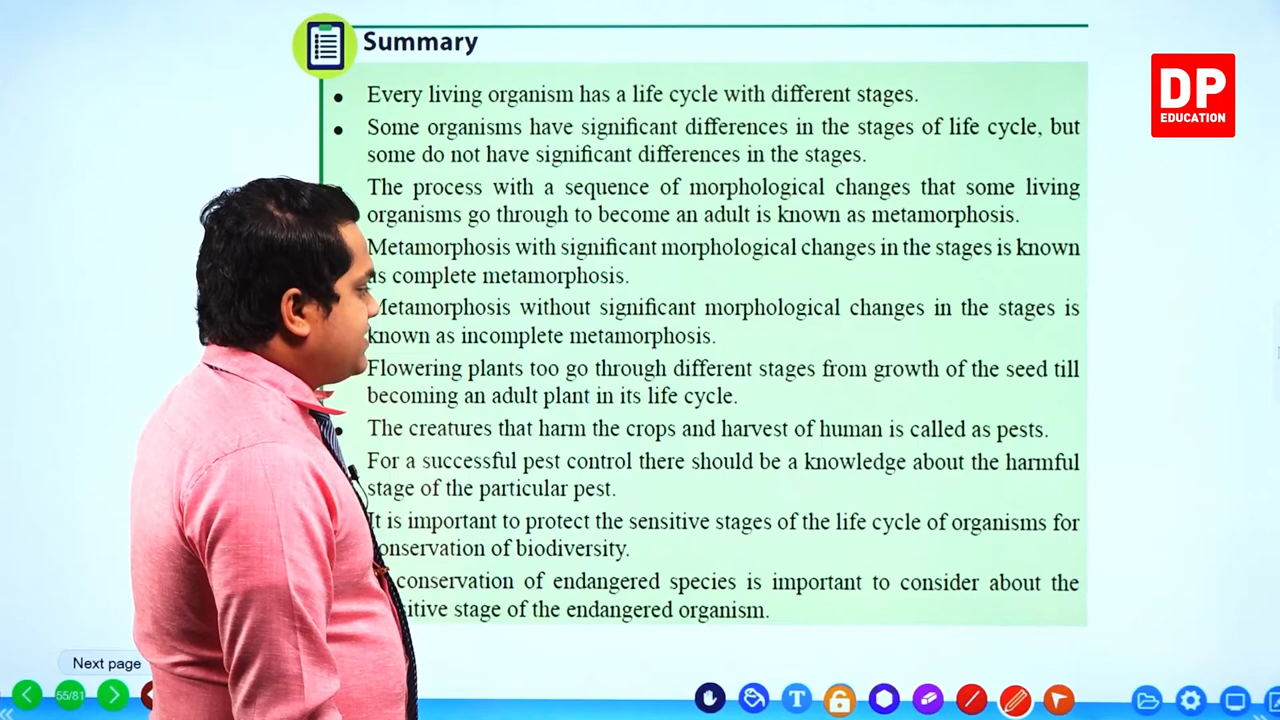 Summary
DP
EDUCATION
• Every living organism has a life cycle with different stages.
• Some organisms have significant differences in the stages of life cycle, but
some do not have significant differences in the stages.
The process with a sequence of morphological changes that some living
organisms go through to become an adult is known as metamorphosis.
Metamorphosis with significant morphological changes in the stages is known
as complete metamorphosis.
Metamorphosis without significant morphological changes in the stages is
known as incomplete metamorphosis.
Flowering plants too go through different stages from growth of the seed till
becoming an adult plant in its life cycle.
• The creatures that harm the crops and harvest of human is called as pests.
For a successful pest control there should be a knowledge about the harmful
stage of the particular pest.
It is important to protect the sensitive stages of the life cycle of organisms for
conservation of biodiversity.
conservation of endangered species is important to consider about the
stage of the endangered organism.
Next page
55/81
T